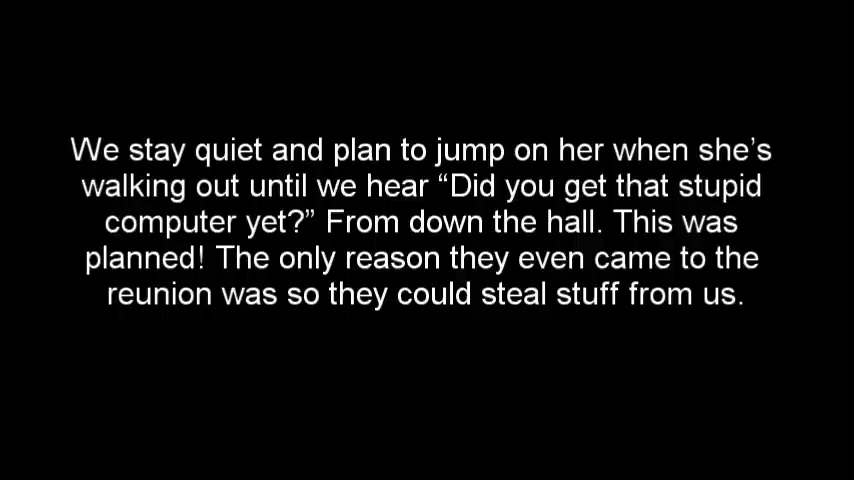 We stay quiet and plan to jump on her when she’s
walking out until we hear “Did you get that stupid
computer yet?” From down the hall. This was
planned! The only reason they even came to the
reunion was so they could steal stuff from us.